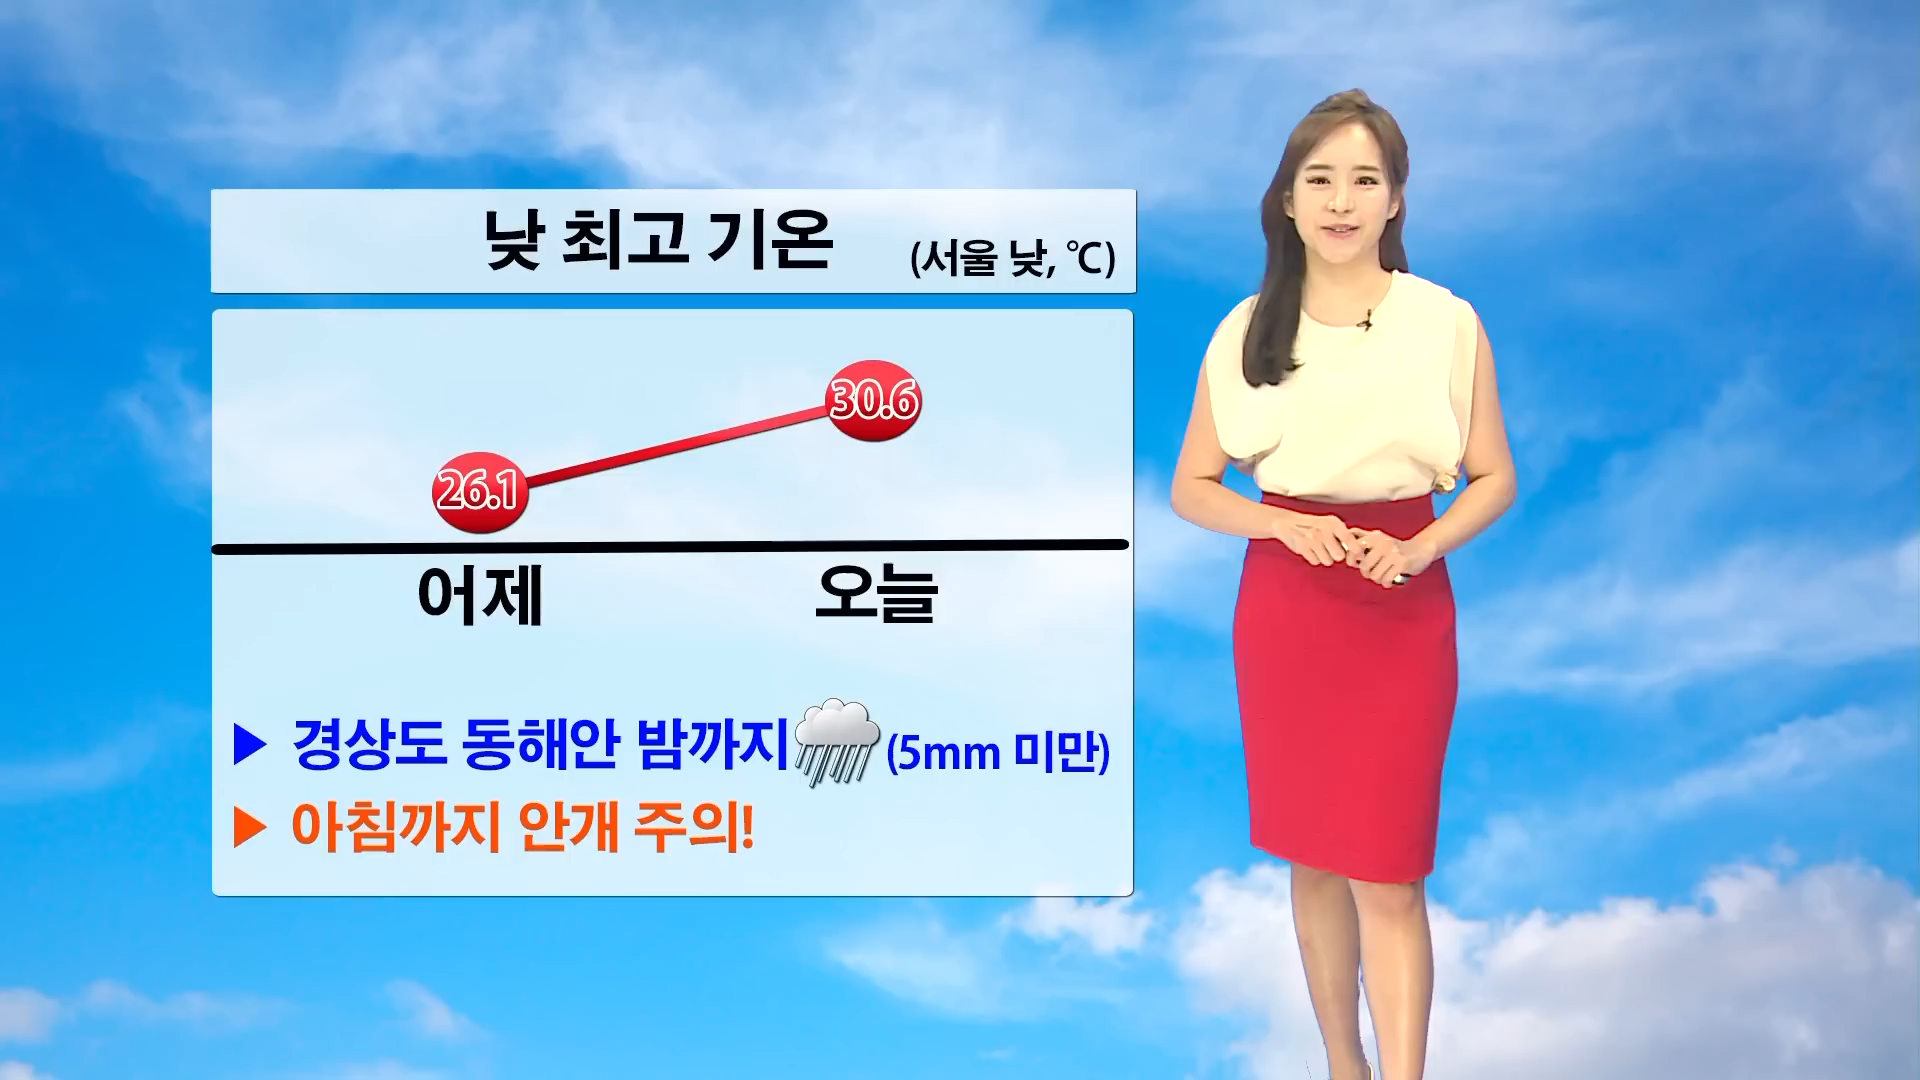 낮 최고 기온 (서울 낮, ℃)
30.6
26.1
어제 오늘
▶ 경상도 동해안 밤까지 (5mm 미만)
▶ 아침까지 안개 주의!